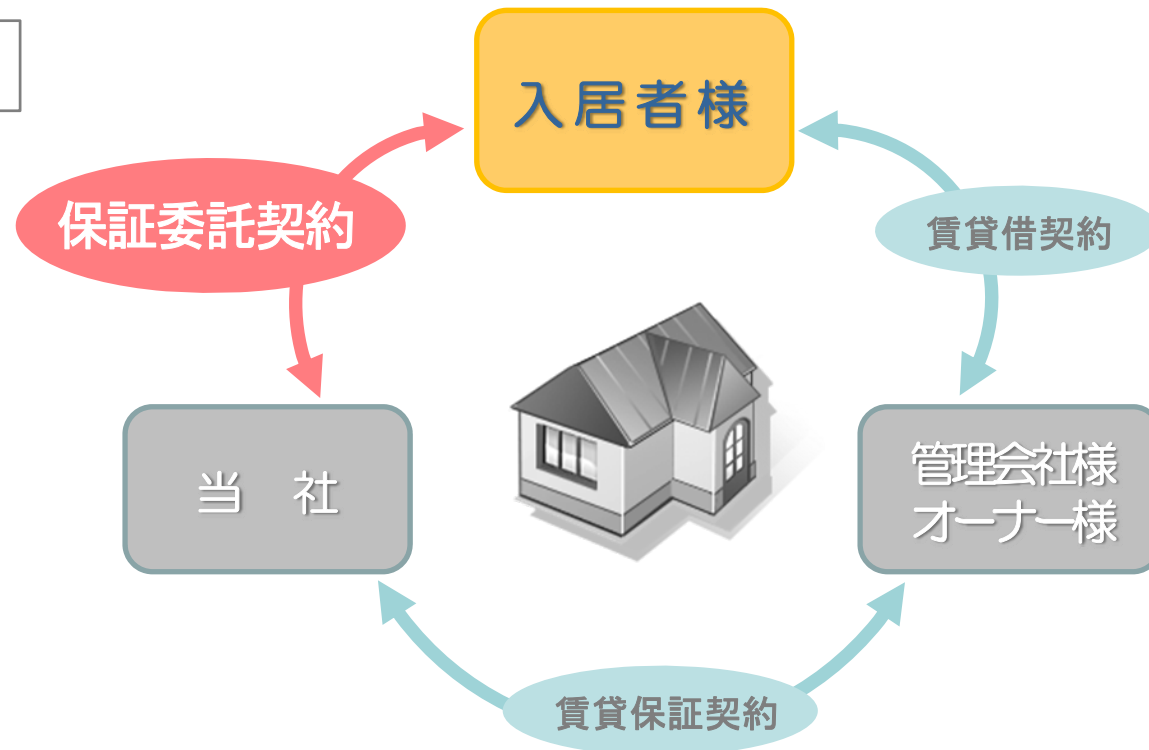 入居者様
保証委託契約
賃貸借契約
当　社
管理会社様
オーナー様
賃貸保証契約